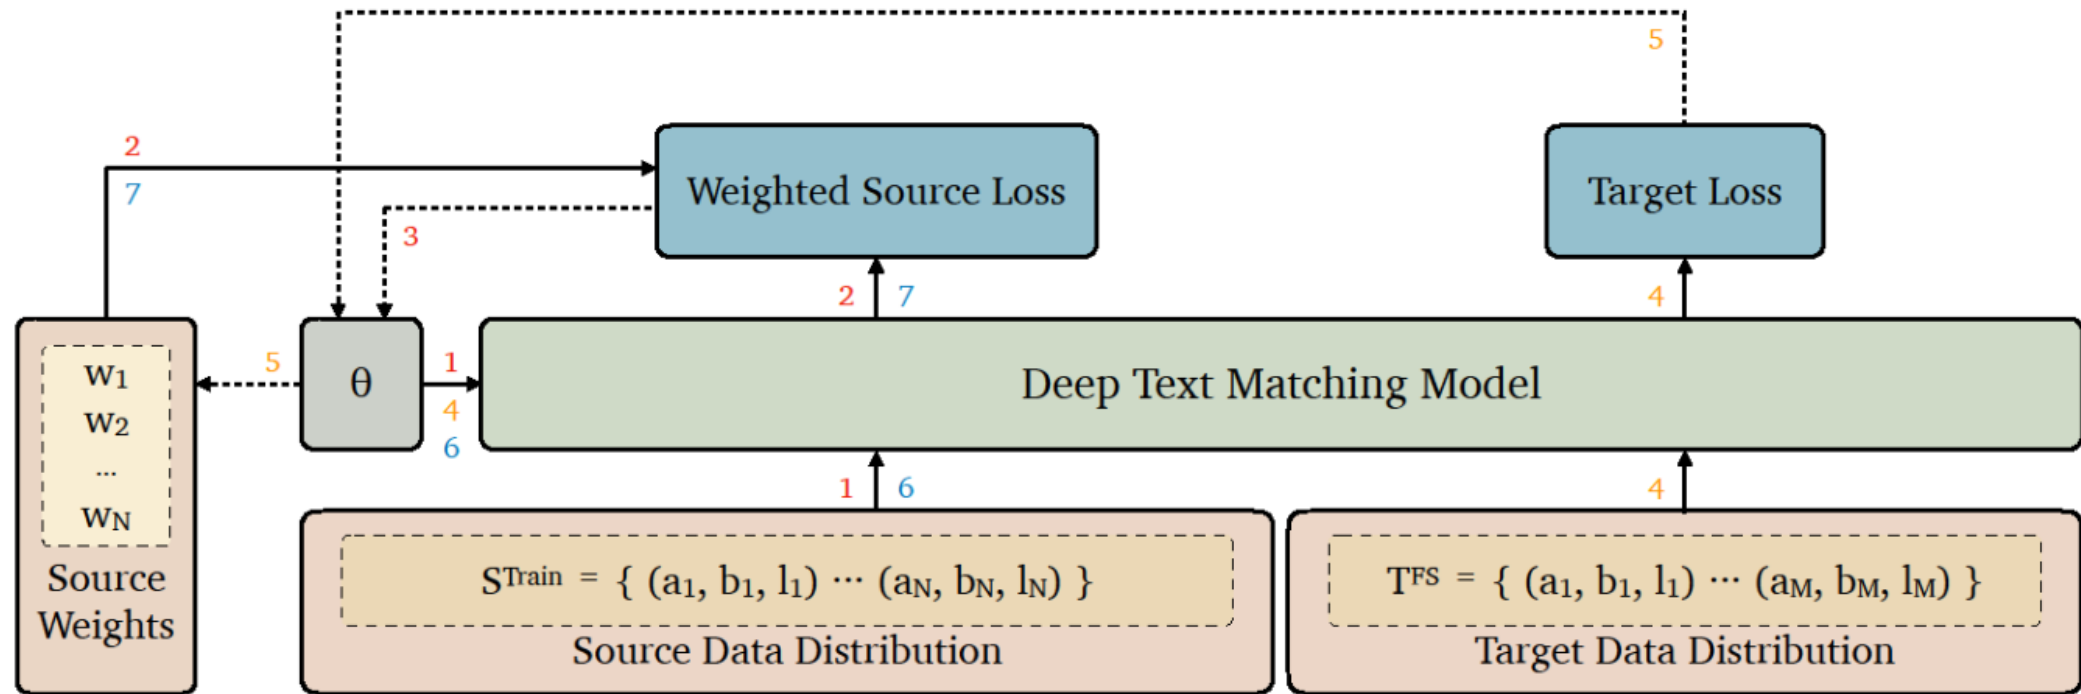 5
2
7
Weighted Source Loss
Target Loss
3
2 7
4
w1
w2
...
wN
Source
Weights
5
θ
1
4
6
Deep Text Matching Model
1 6
4
S^Train = { (a1, b1, l1) ··· (aN, bN, lN) }
Source Data Distribution
T^FS = { (a1, b1, l1) ··· (aM, bM, lM) }
Target Data Distribution